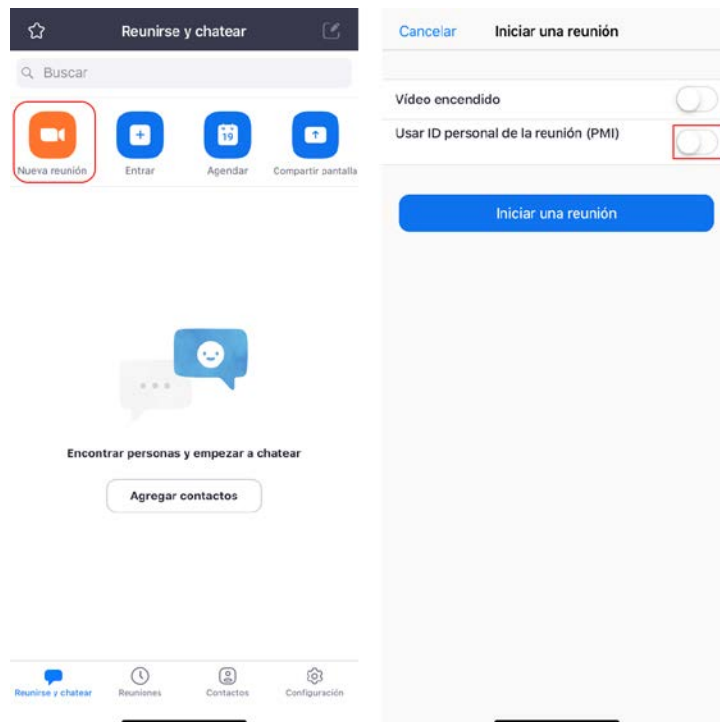 Reunirse y chatear
Buscar
19
Nueva reunión
Entrar
Agendar
Compartir pantalla
Encontrar personas y empezar a chatear
Agregar contactos
Reunirse y chatear
Reuniones
Contactos
Configuración
Cancelar
Iniciar una reunión
Vídeo encendido
Usar ID personal de la reunión (PMI)
Iniciar una reunión